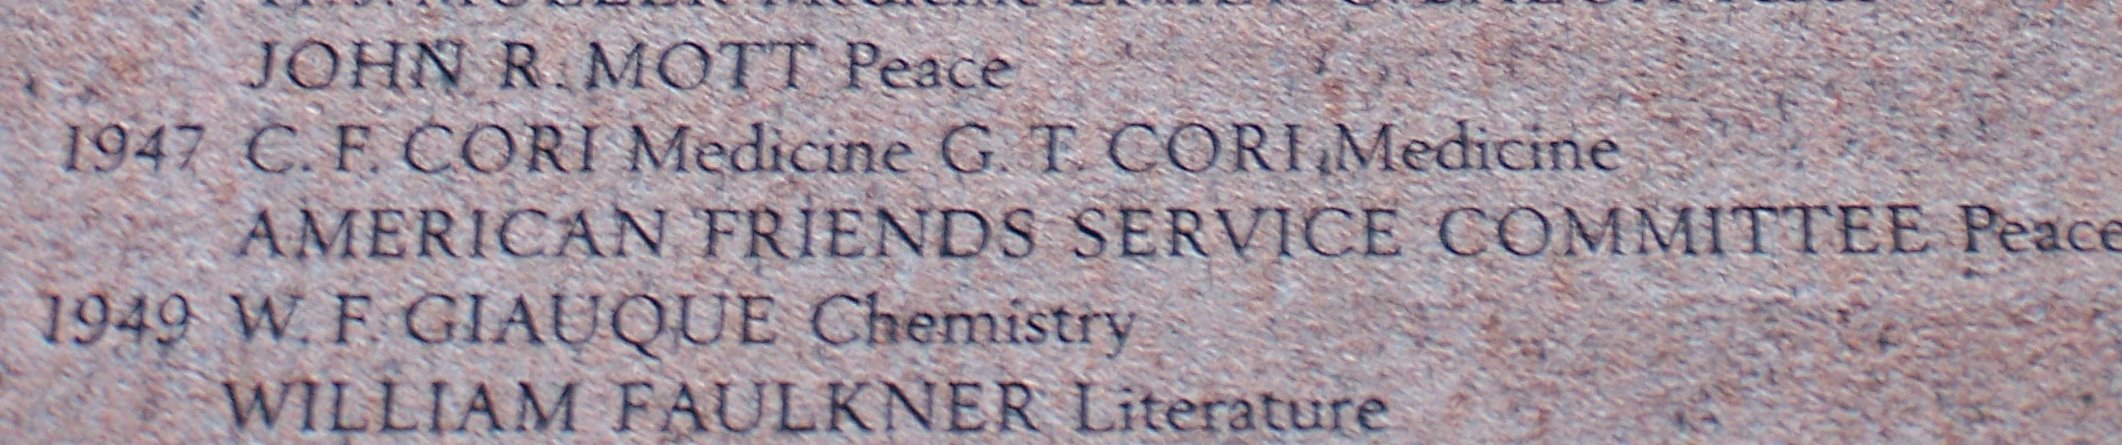 JOHN R. MOTT Peace
1947 C. F. CORI Medicine G. T. CORI Medicine
AMERICAN FRIENDS SERVICE COMMITTEE Peace
1949 W. F. GIAUQUE Chemistry
WILLIAM FAULKNER Literature